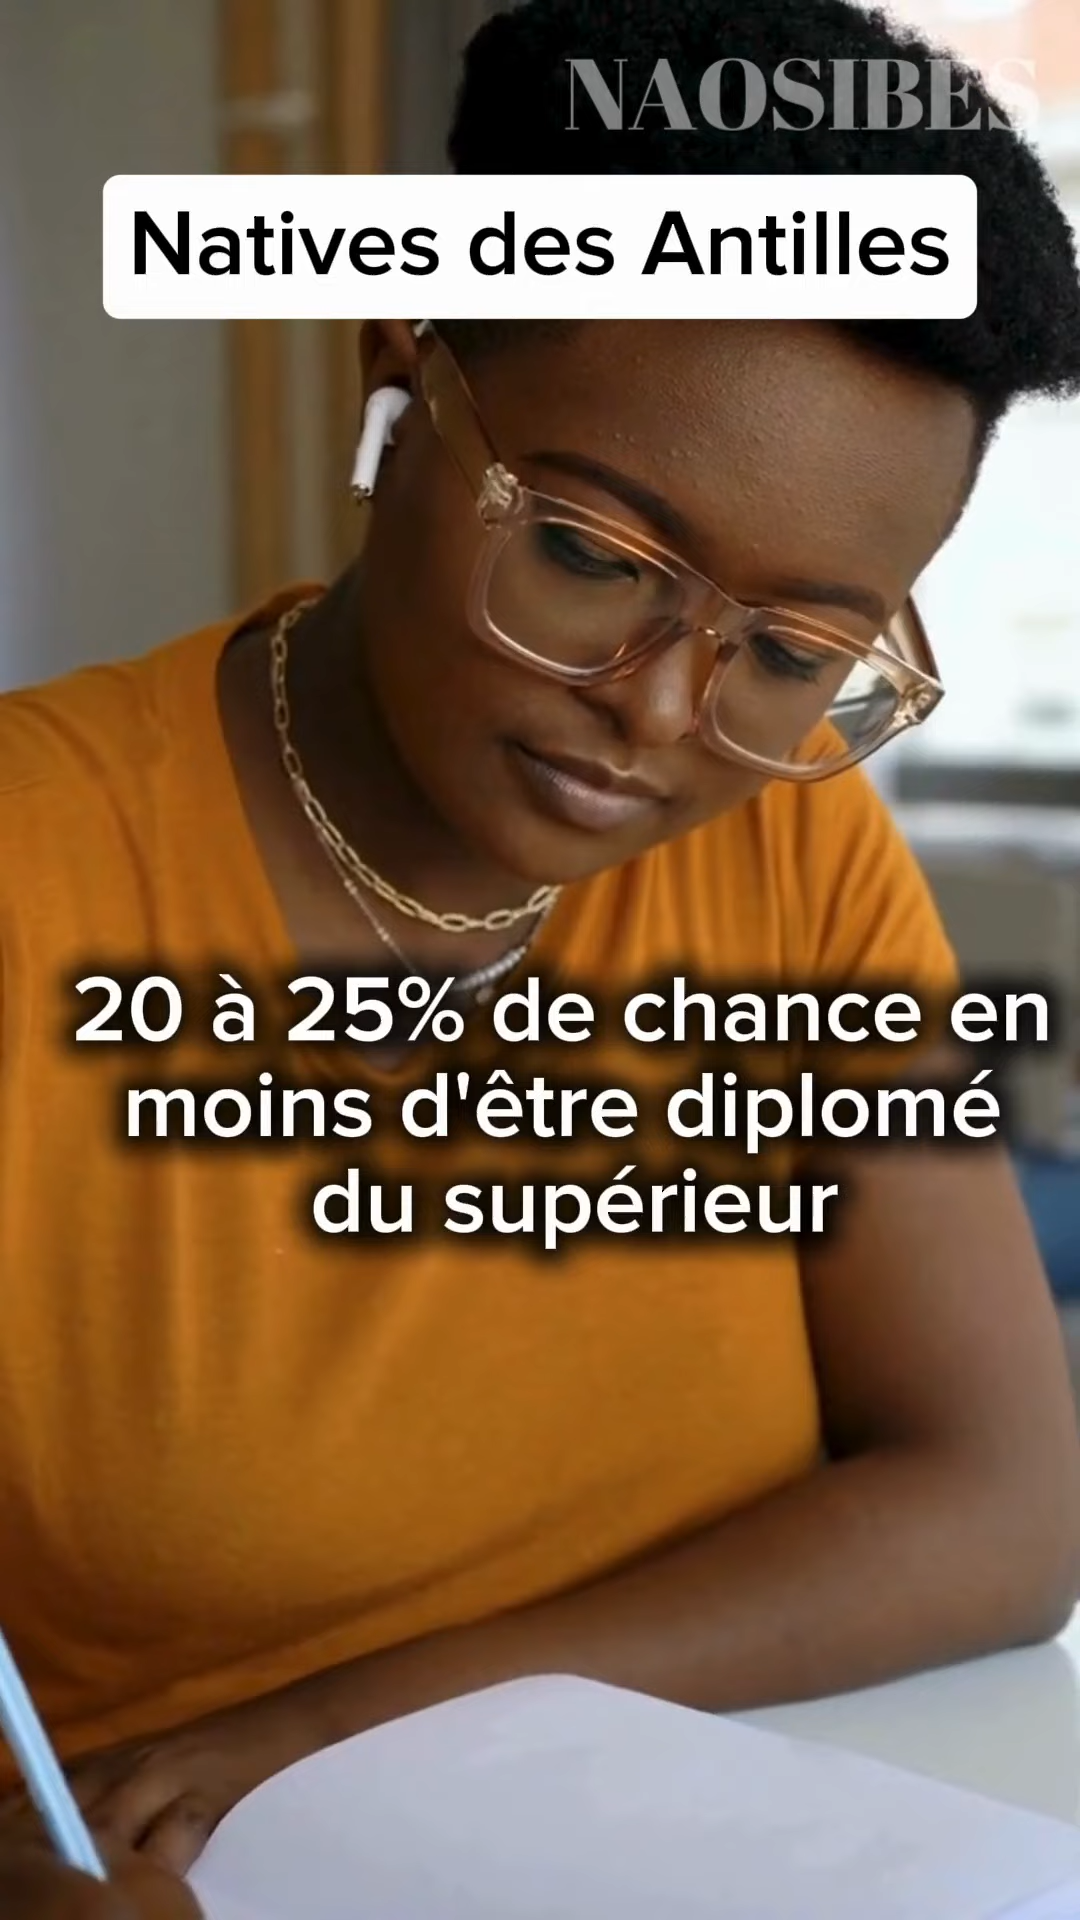 NAOSIBES
Natives des Antilles
20 à 25% de chance en
moins d'être diplomé
du supérieur